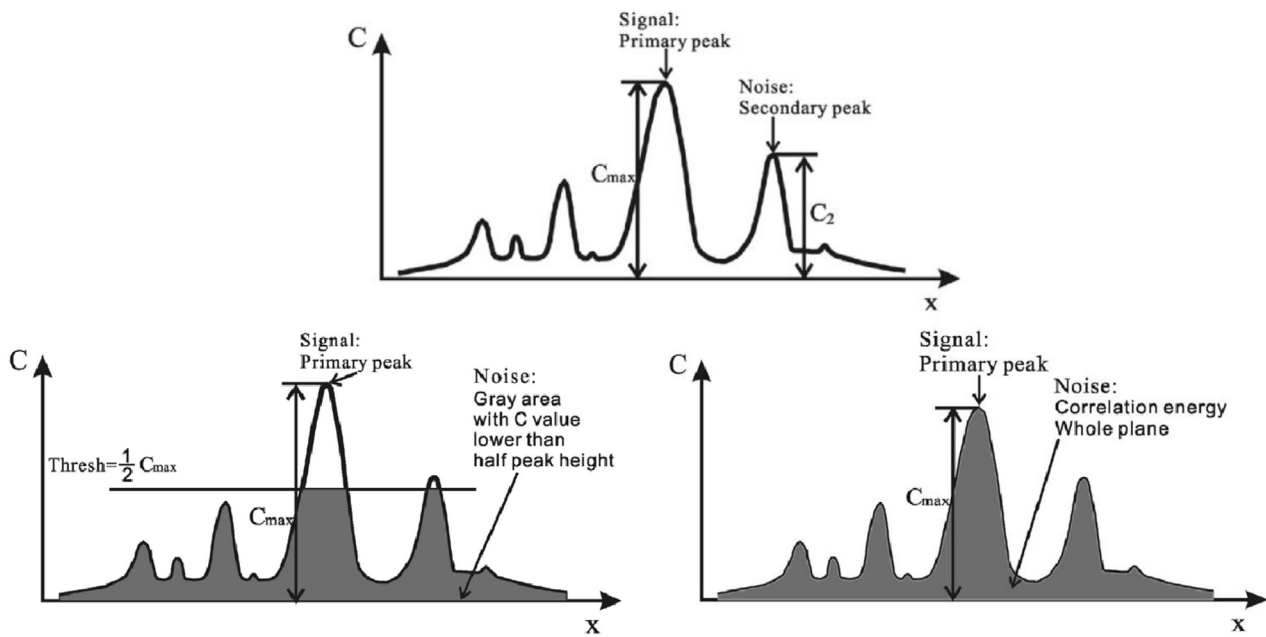 Signal:
Primary peak
C
Noise:
Secondary peak
Cmax
C2
x
Signal:
Primary peak
C
Noise:
Gray area
with C value
lower than
half peak height
Thresh=1/2 Cmax
Cmax
x
Signal:
Primary peak
C
Noise:
Correlation energy
Whole plane
Cmax
x